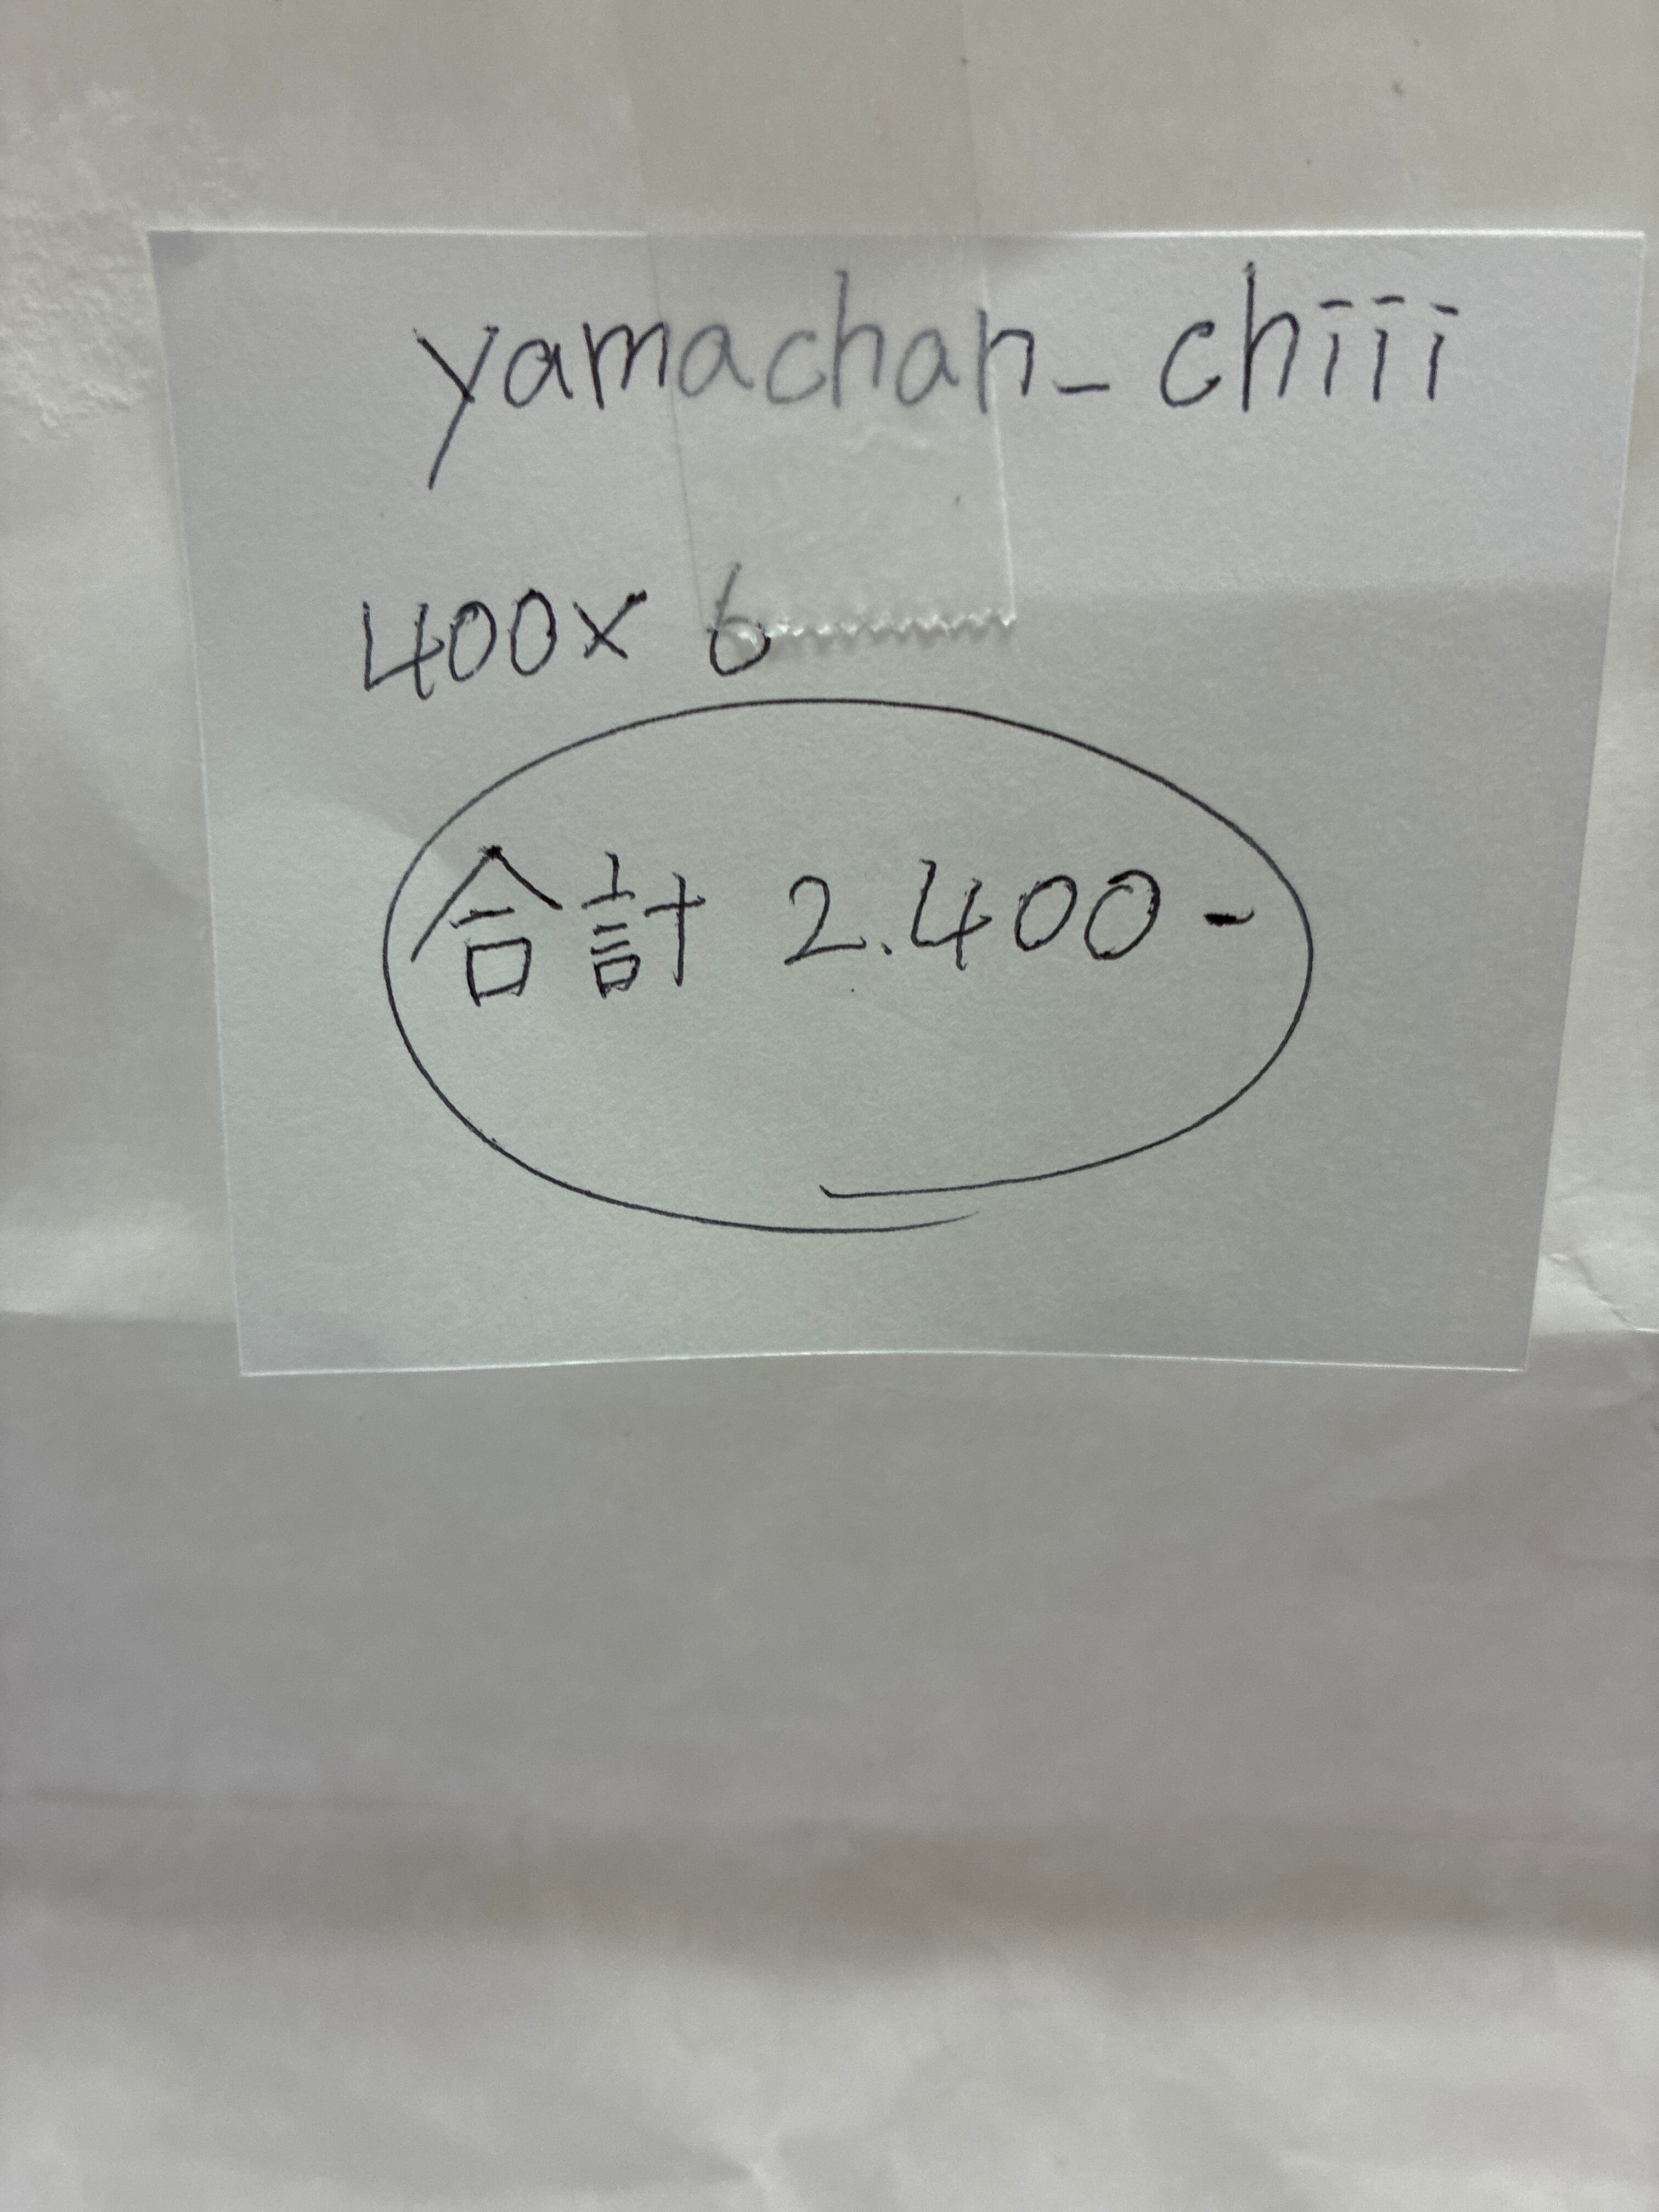 yamachan_chiii
400× 6
合計 2.400-